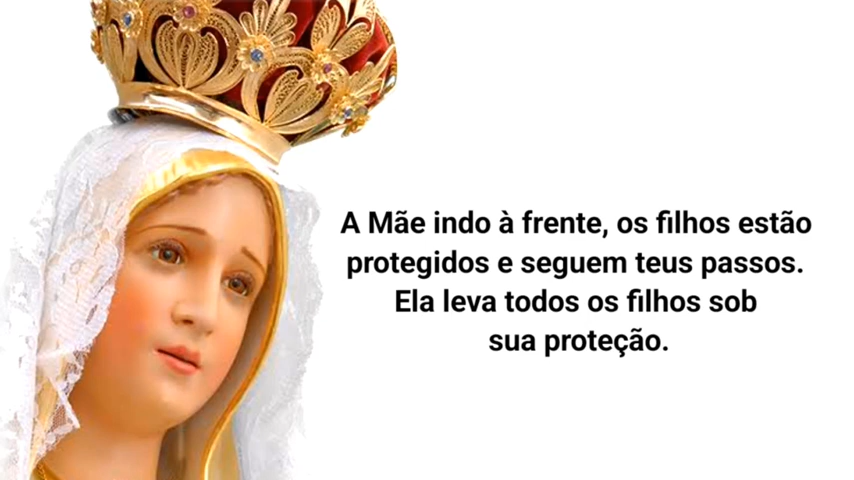 A Mãe indo à frente, os filhos estão
protegidos e seguem teus passos.
Ela leva todos os filhos sob
sua proteção.